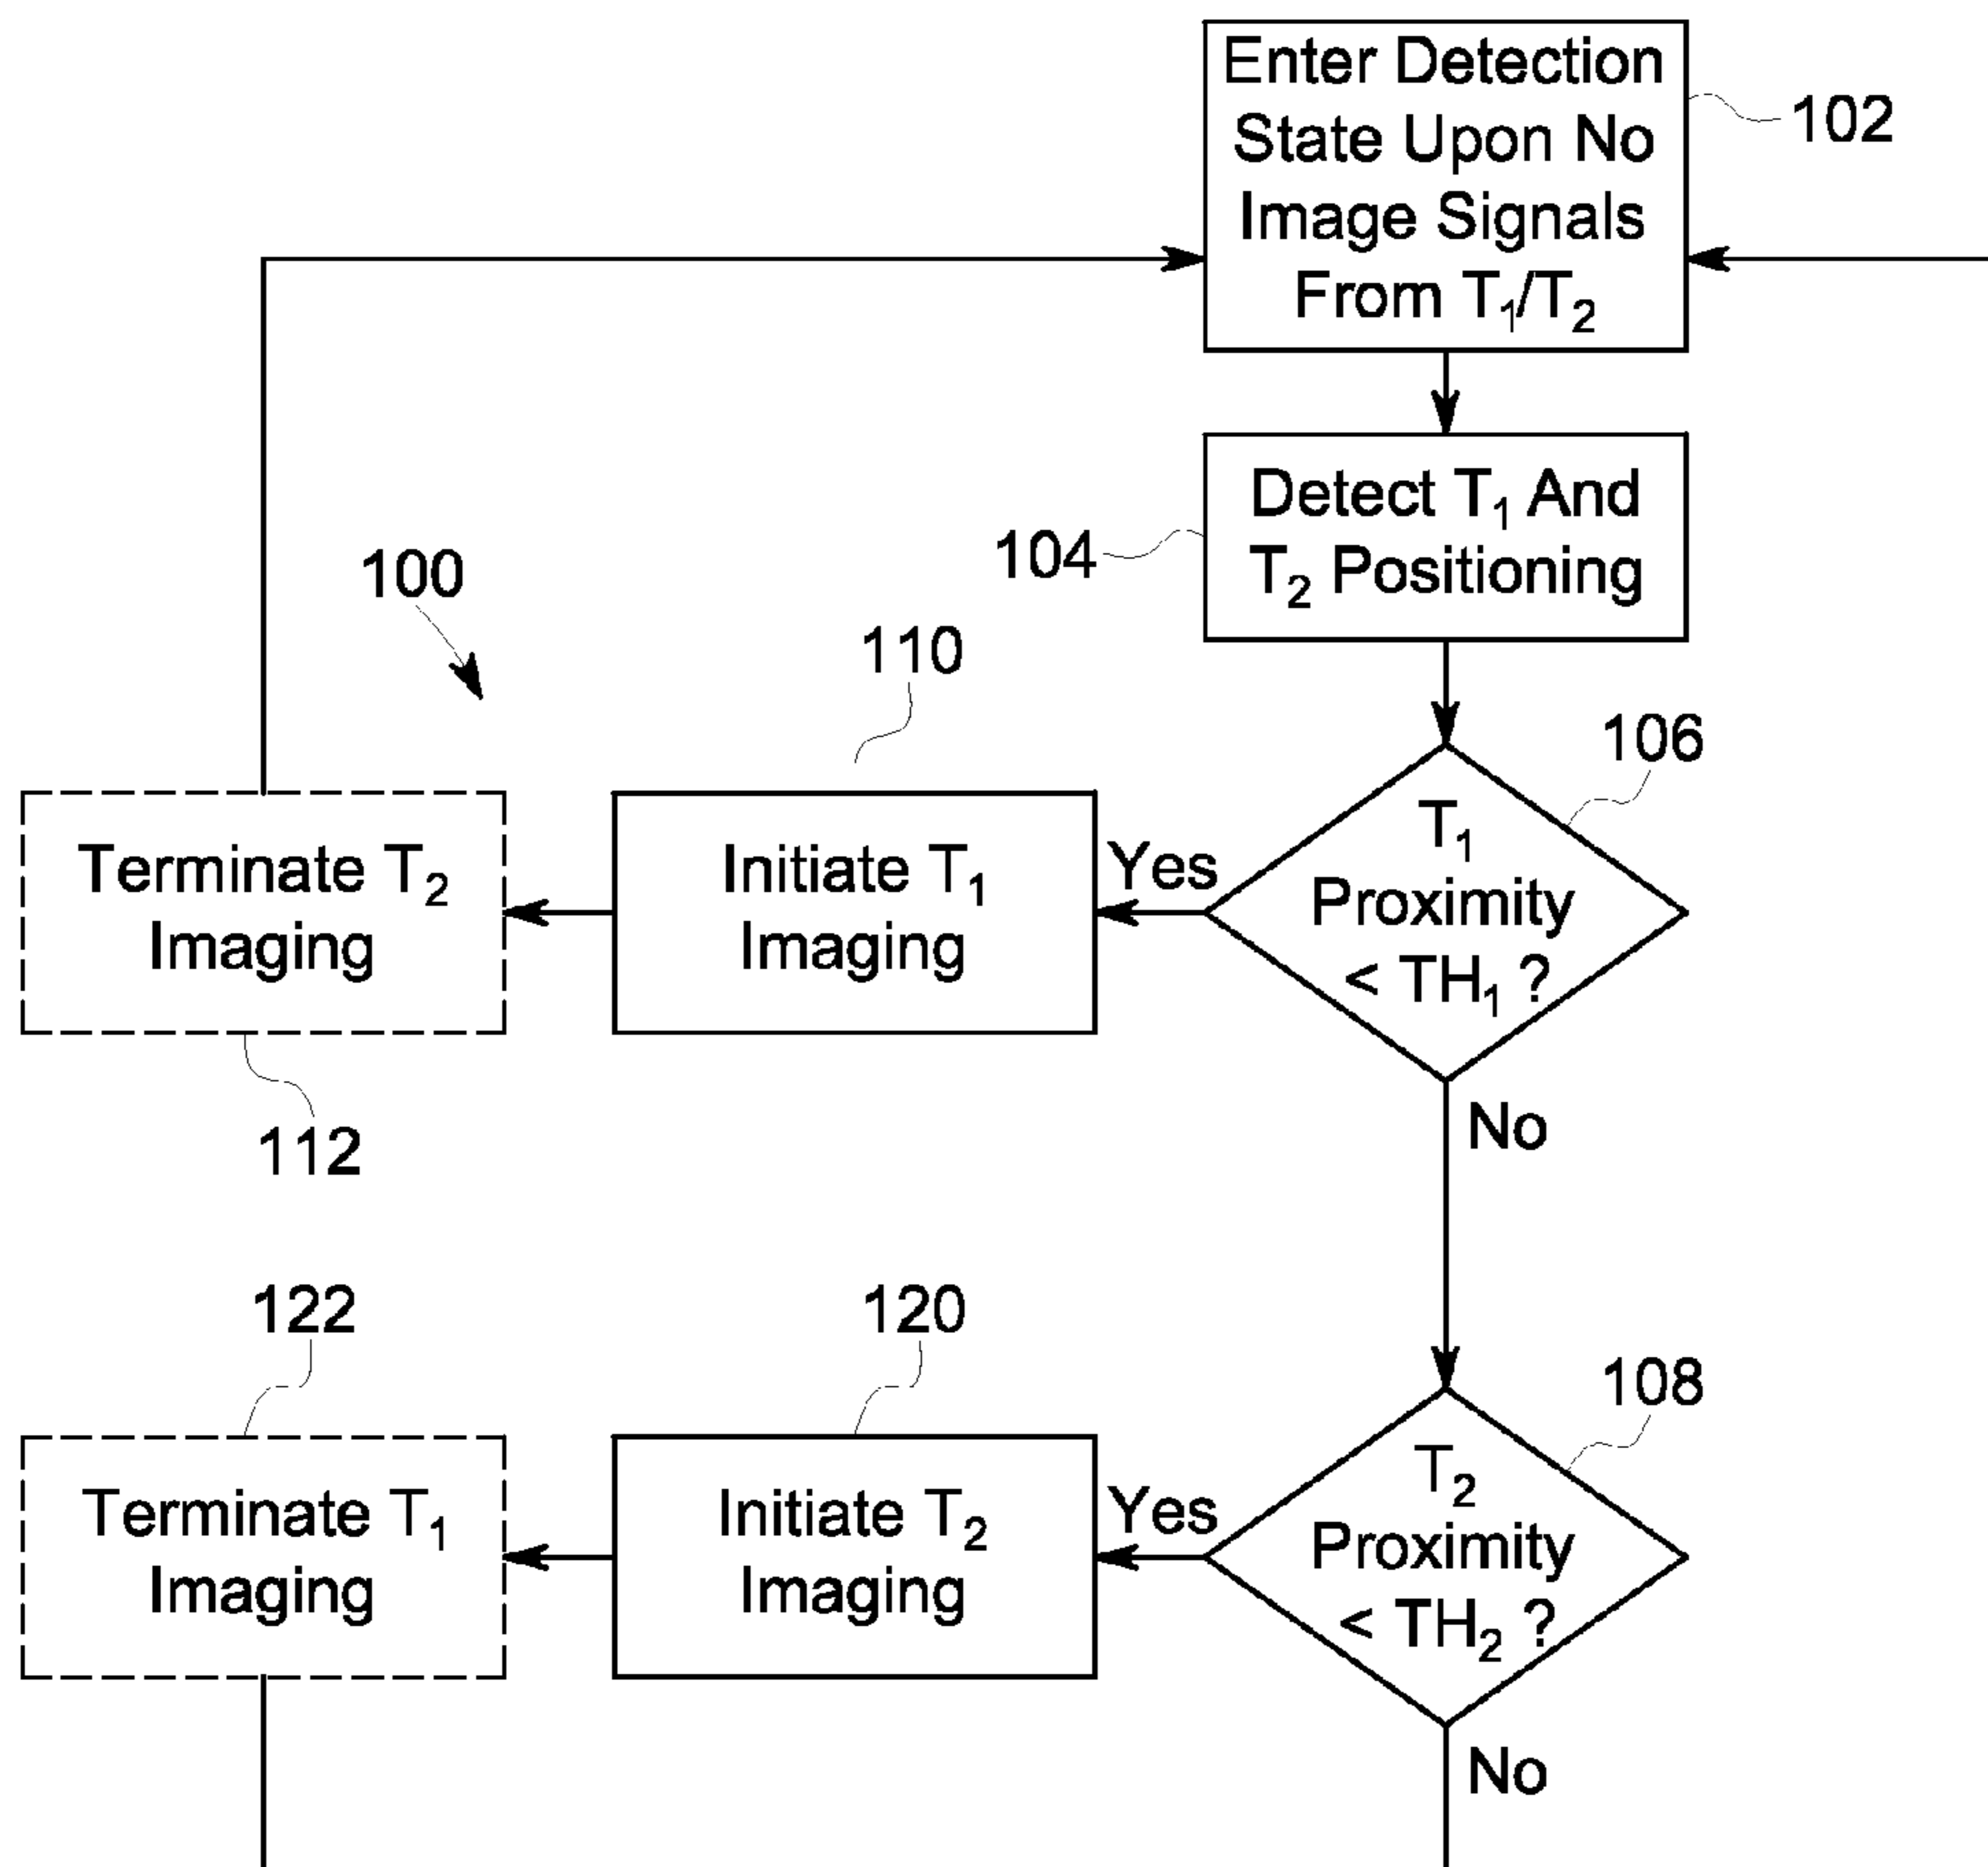 Enter Detection
State Upon No
Image Signals
From T₁/T₂
102
Detect T₁ And
T₂ Positioning
104
100
110
106
T₁
Proximity
< TH₁ ?
Yes
Initiate T₁
Imaging
Terminate T₂
Imaging
112
No
122
120
108
T₂
Proximity
< TH₂ ?
Yes
Initiate T₂
Imaging
Terminate T₁
Imaging
No